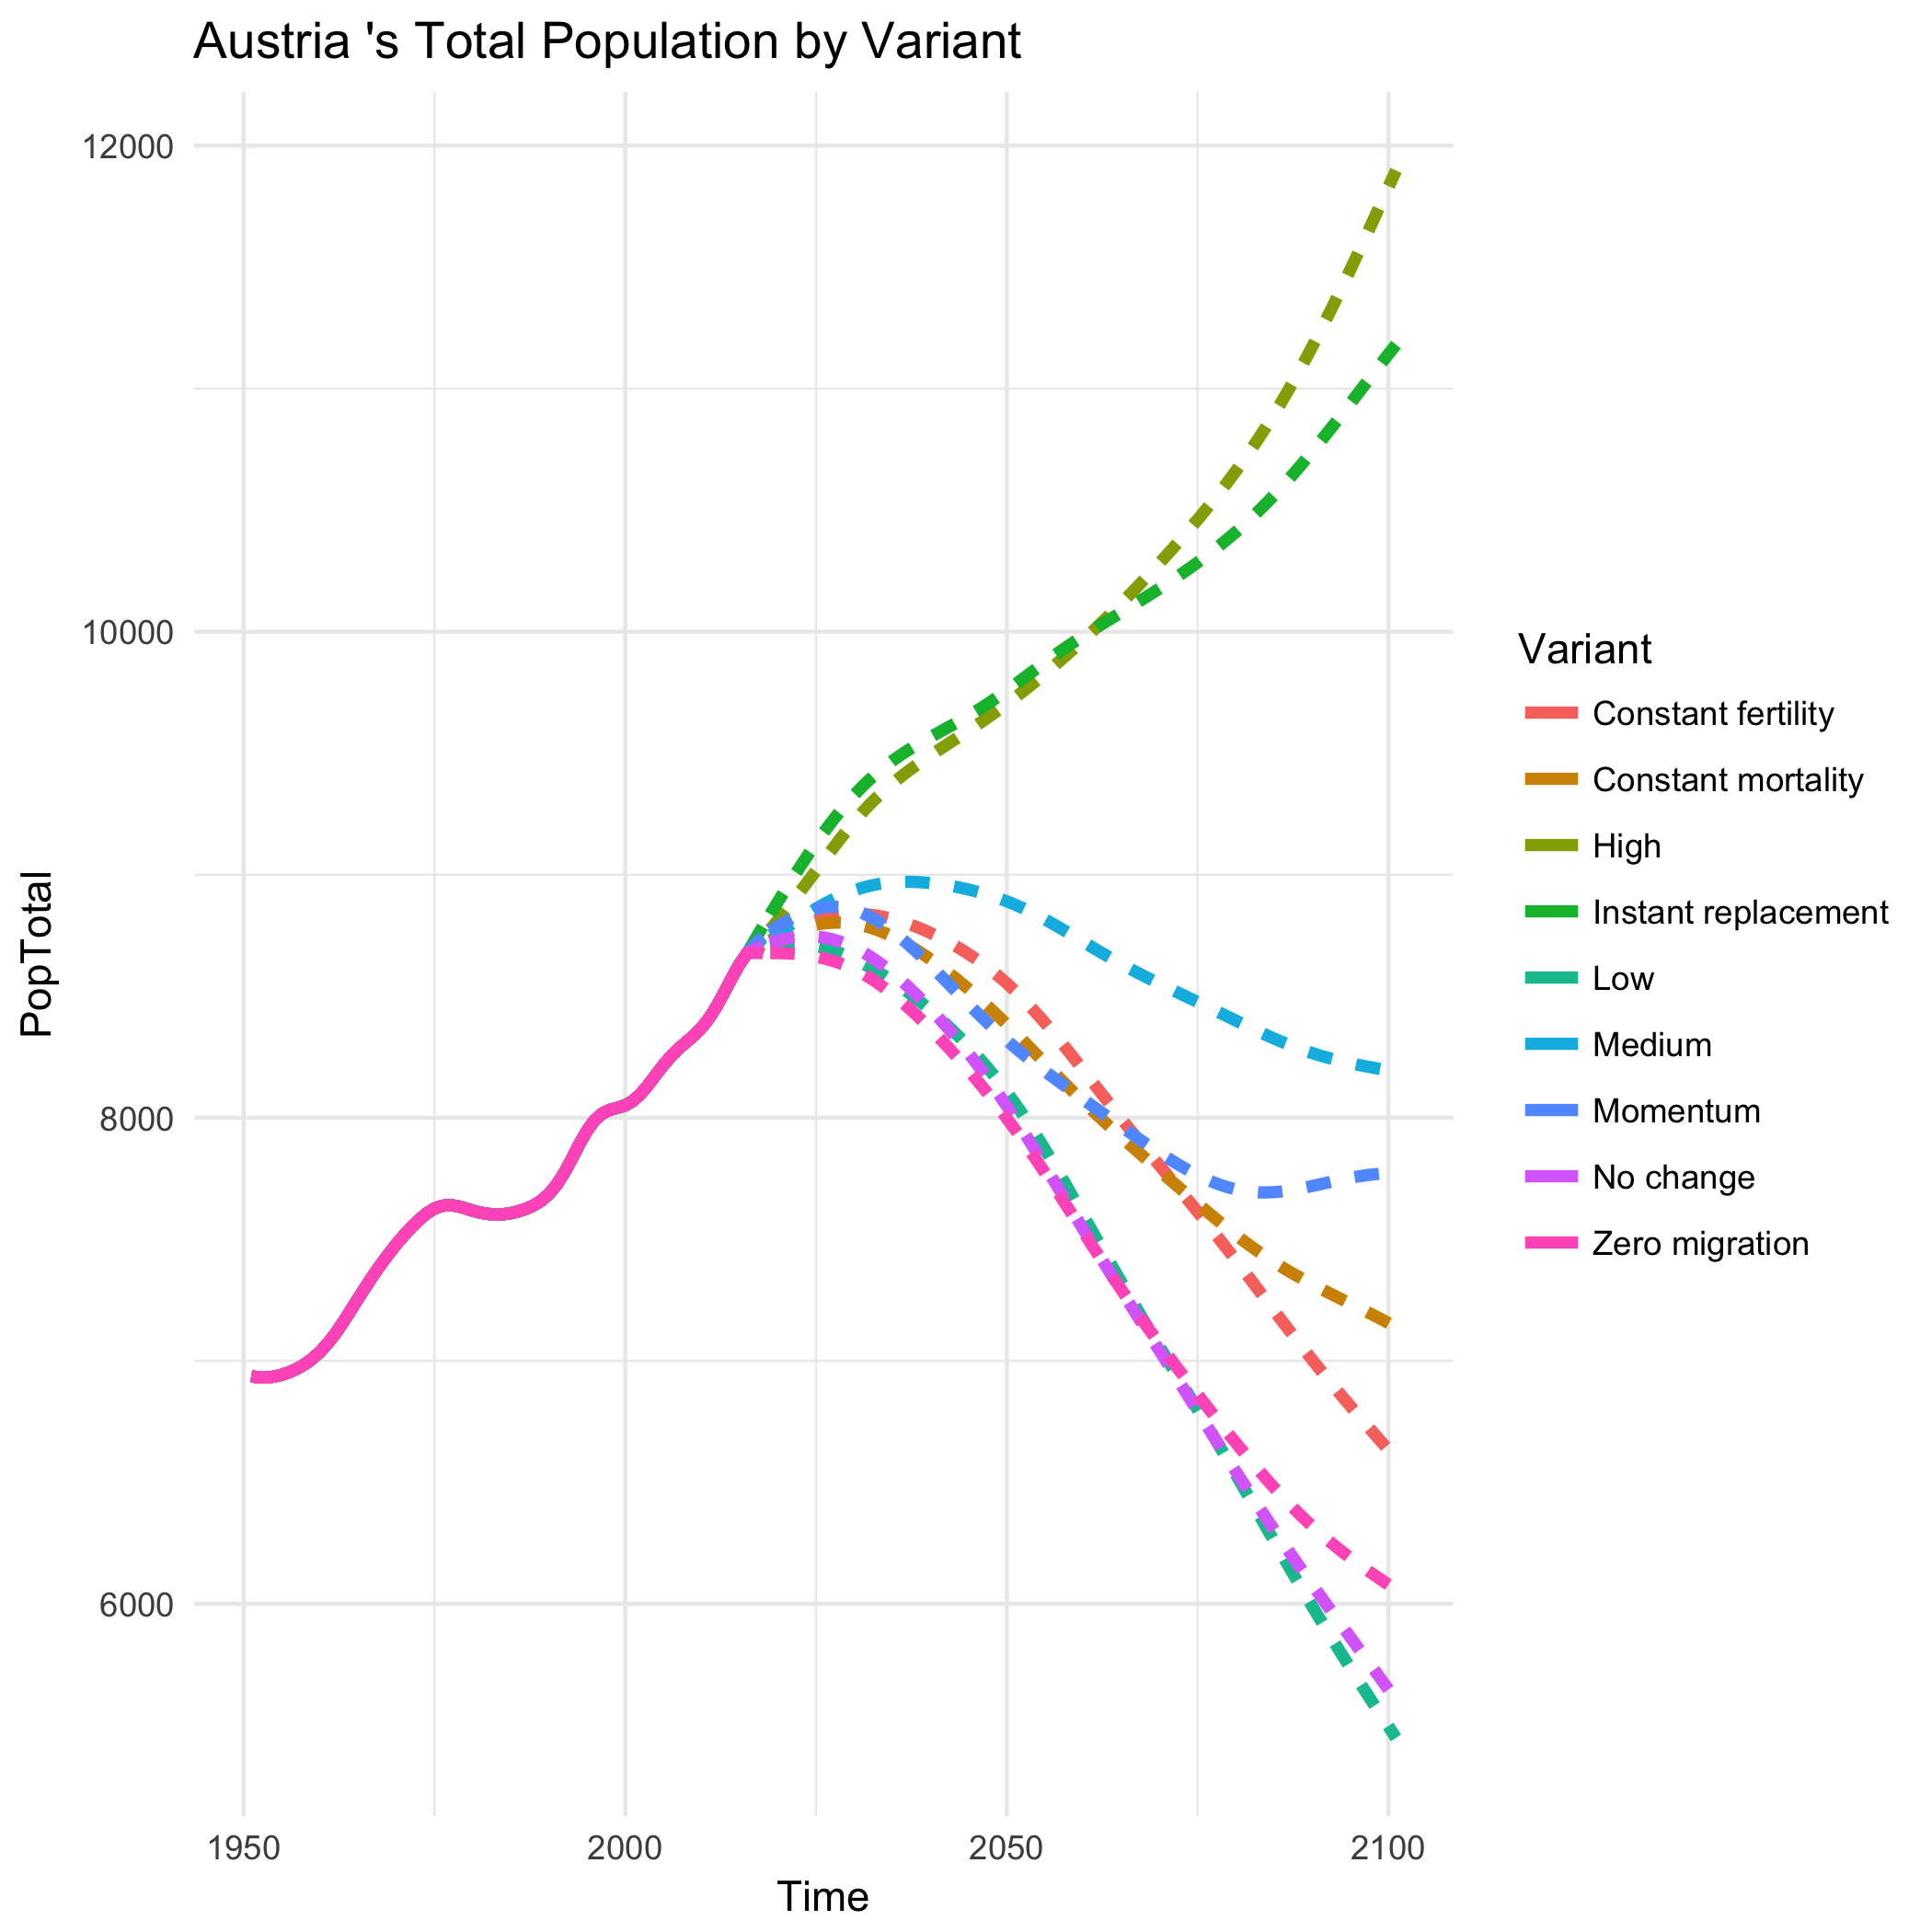 Austria 's Total Population by Variant
12000
10000
8000
6000
PopTotal
1950
2000
2050
2100
Time
Variant
Constant fertility
Constant mortality
High
Instant replacement
Low
Medium
Momentum
No change
Zero migration